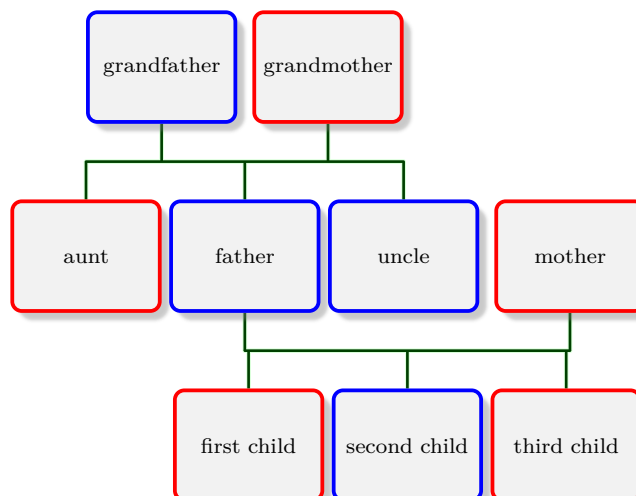 grandfather
grandmother
aunt
father
uncle
mother
first child
second child
third child